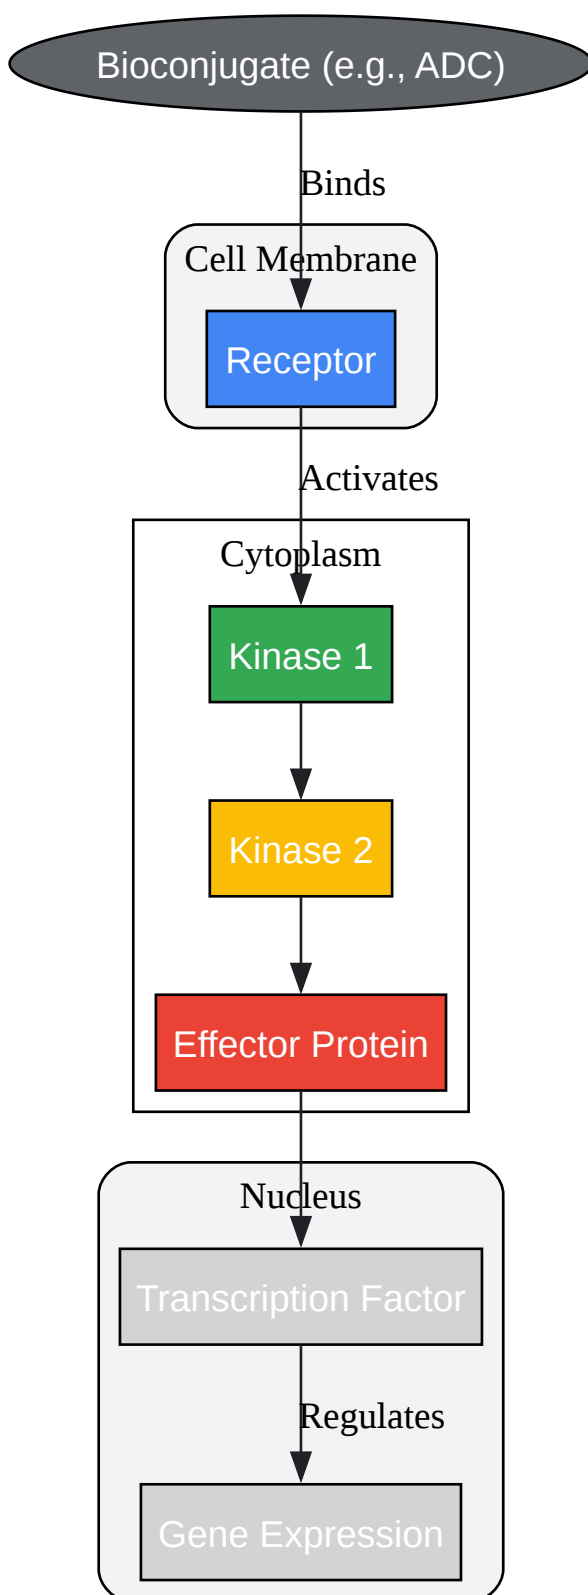 Bioconjugate (e.g., ADC)
Binds
Cell Membrane
Receptor
Activates
Cytoplasm
Kinase 1
Kinase 2
Effector Protein
Nucleus
Transcription Factor
Regulates
Gene Expression